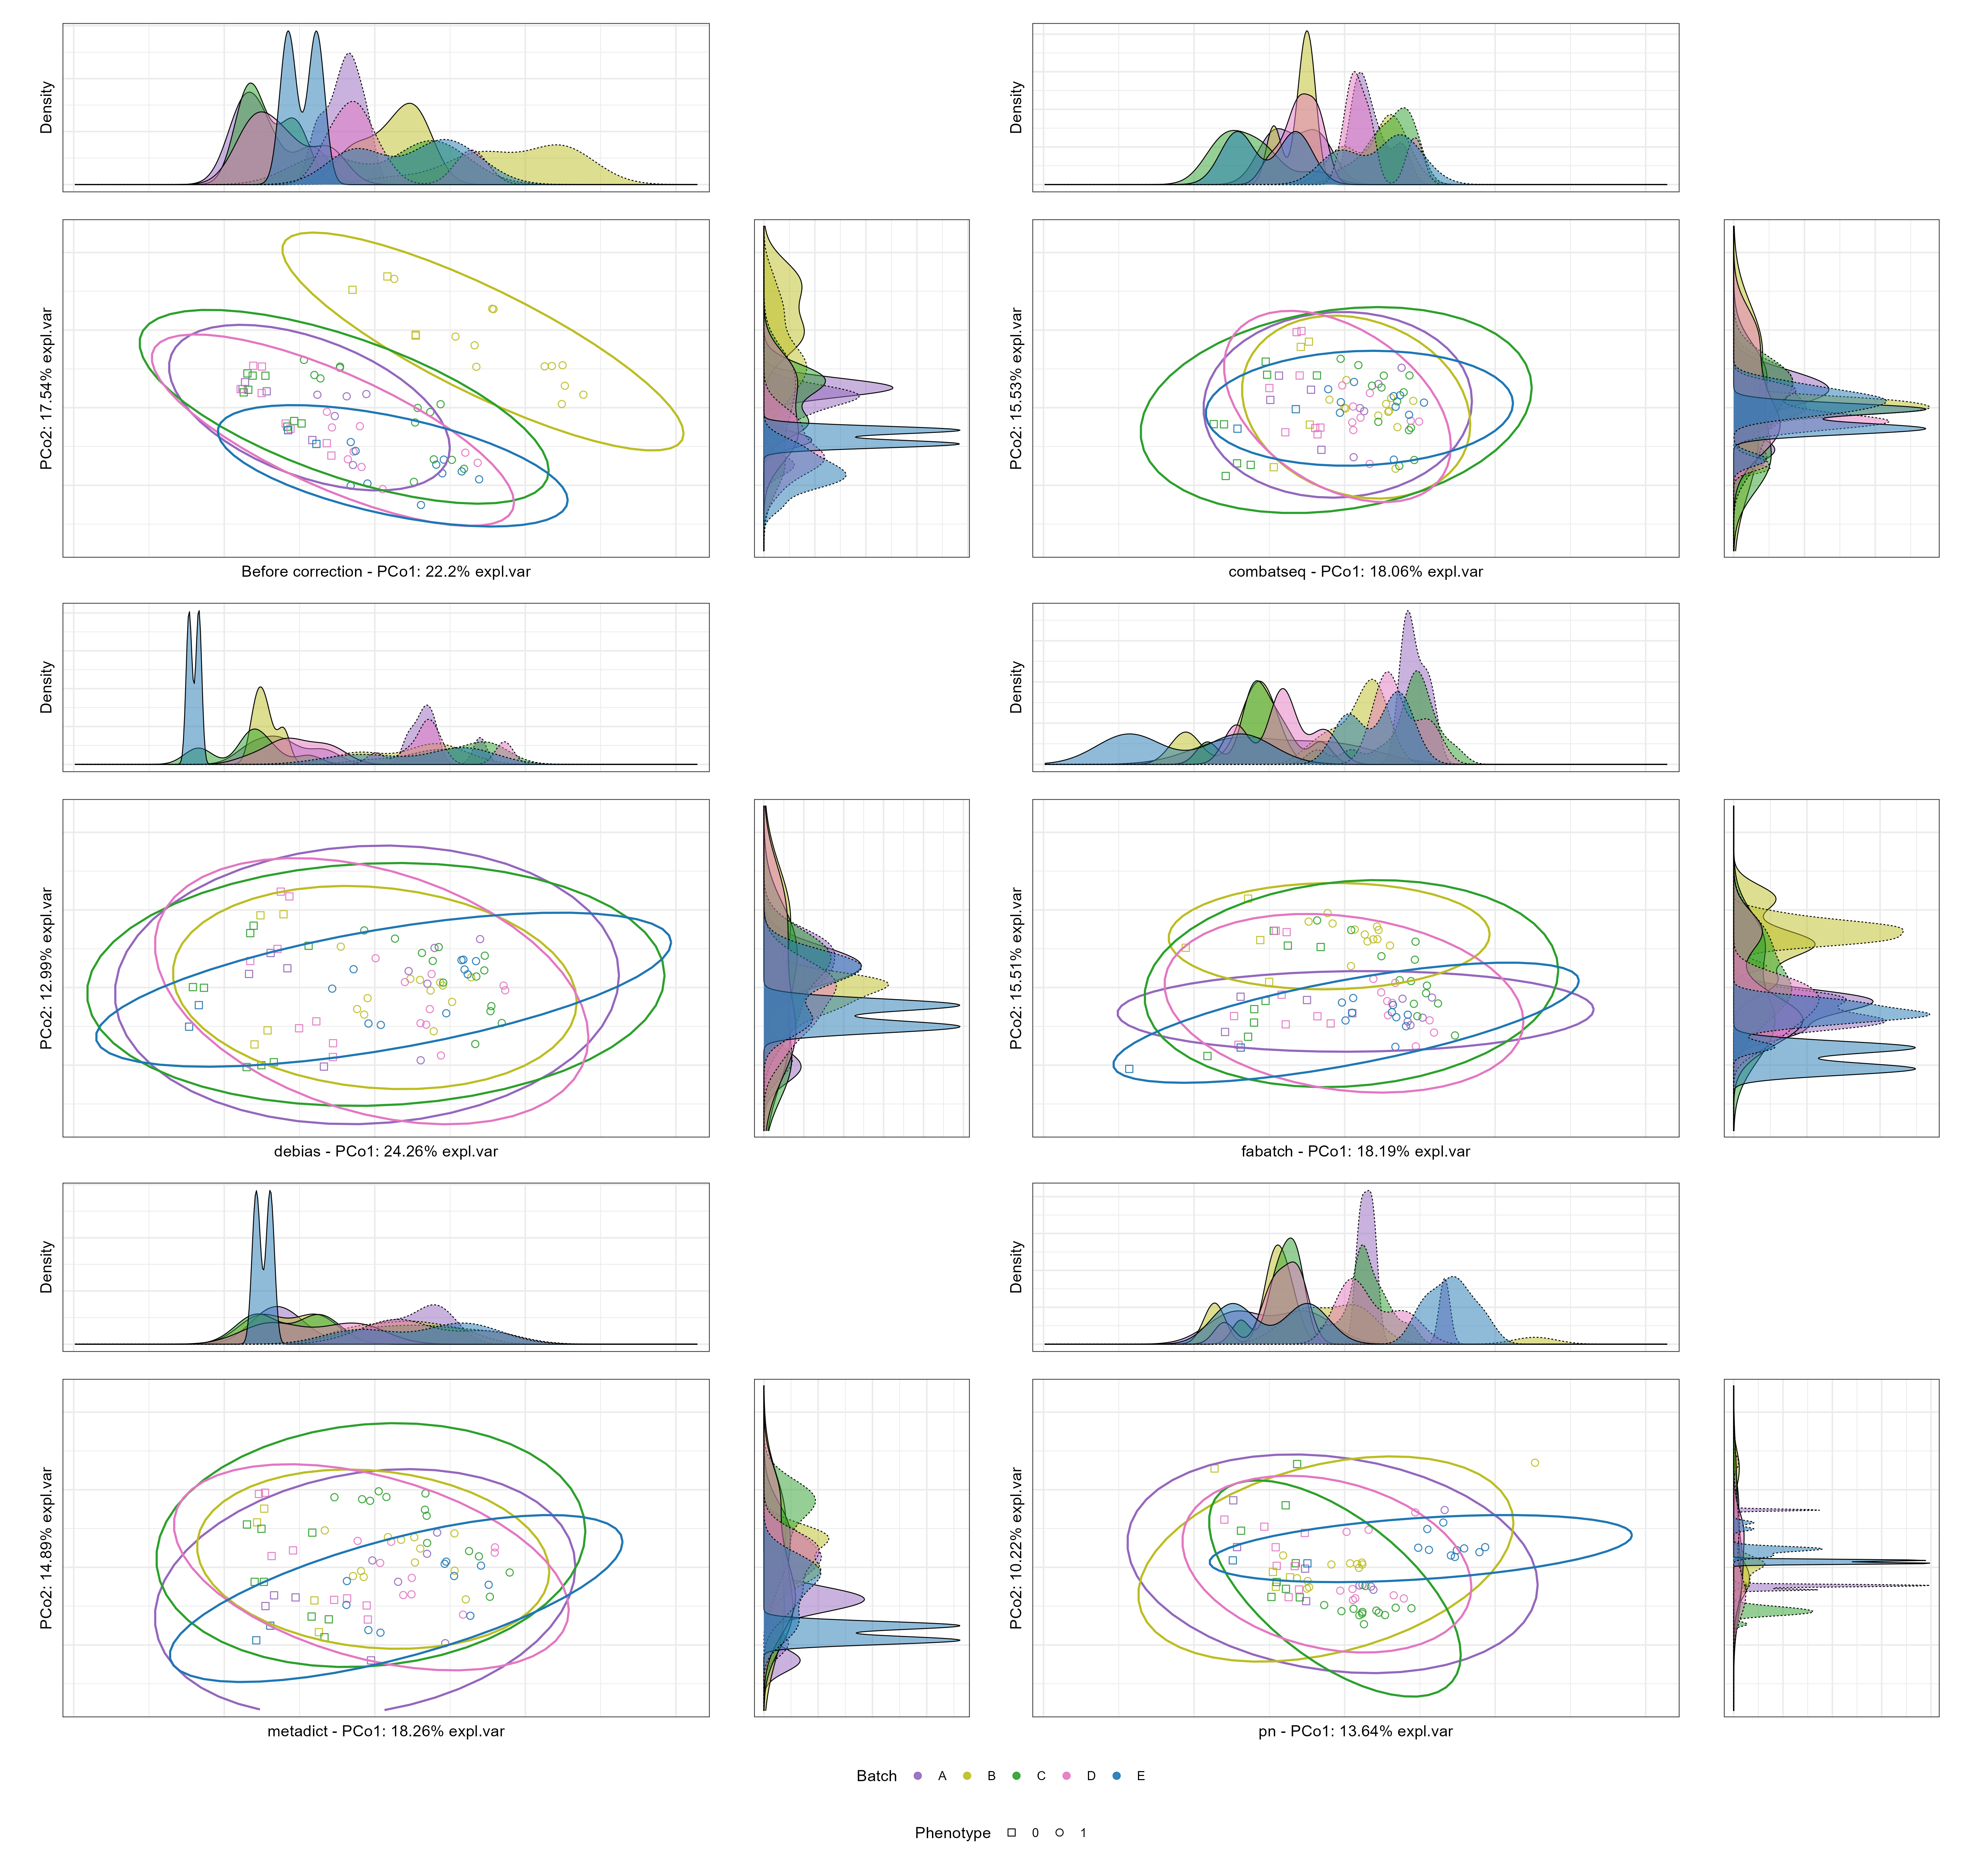 Density
Density
PCo2: 17.54% expl.var
PCo2: 15.53% expl.var
Before correction - PCo1: 22.2% expl.var
combatseq - PCo1: 18.06% expl.var
Density
Density
PCo2: 12.99% expl.var
PCo2: 15.51% expl.var
debias - PCo1: 24.26% expl.var
fabatch - PCo1: 18.19% expl.var
Density
Density
PCo2: 14.89% expl.var
PCo2: 10.22% expl.var
metadict - PCo1: 18.26% expl.var
pn - PCo1: 13.64% expl.var
Batch A B C D E
Phenotype 0 1